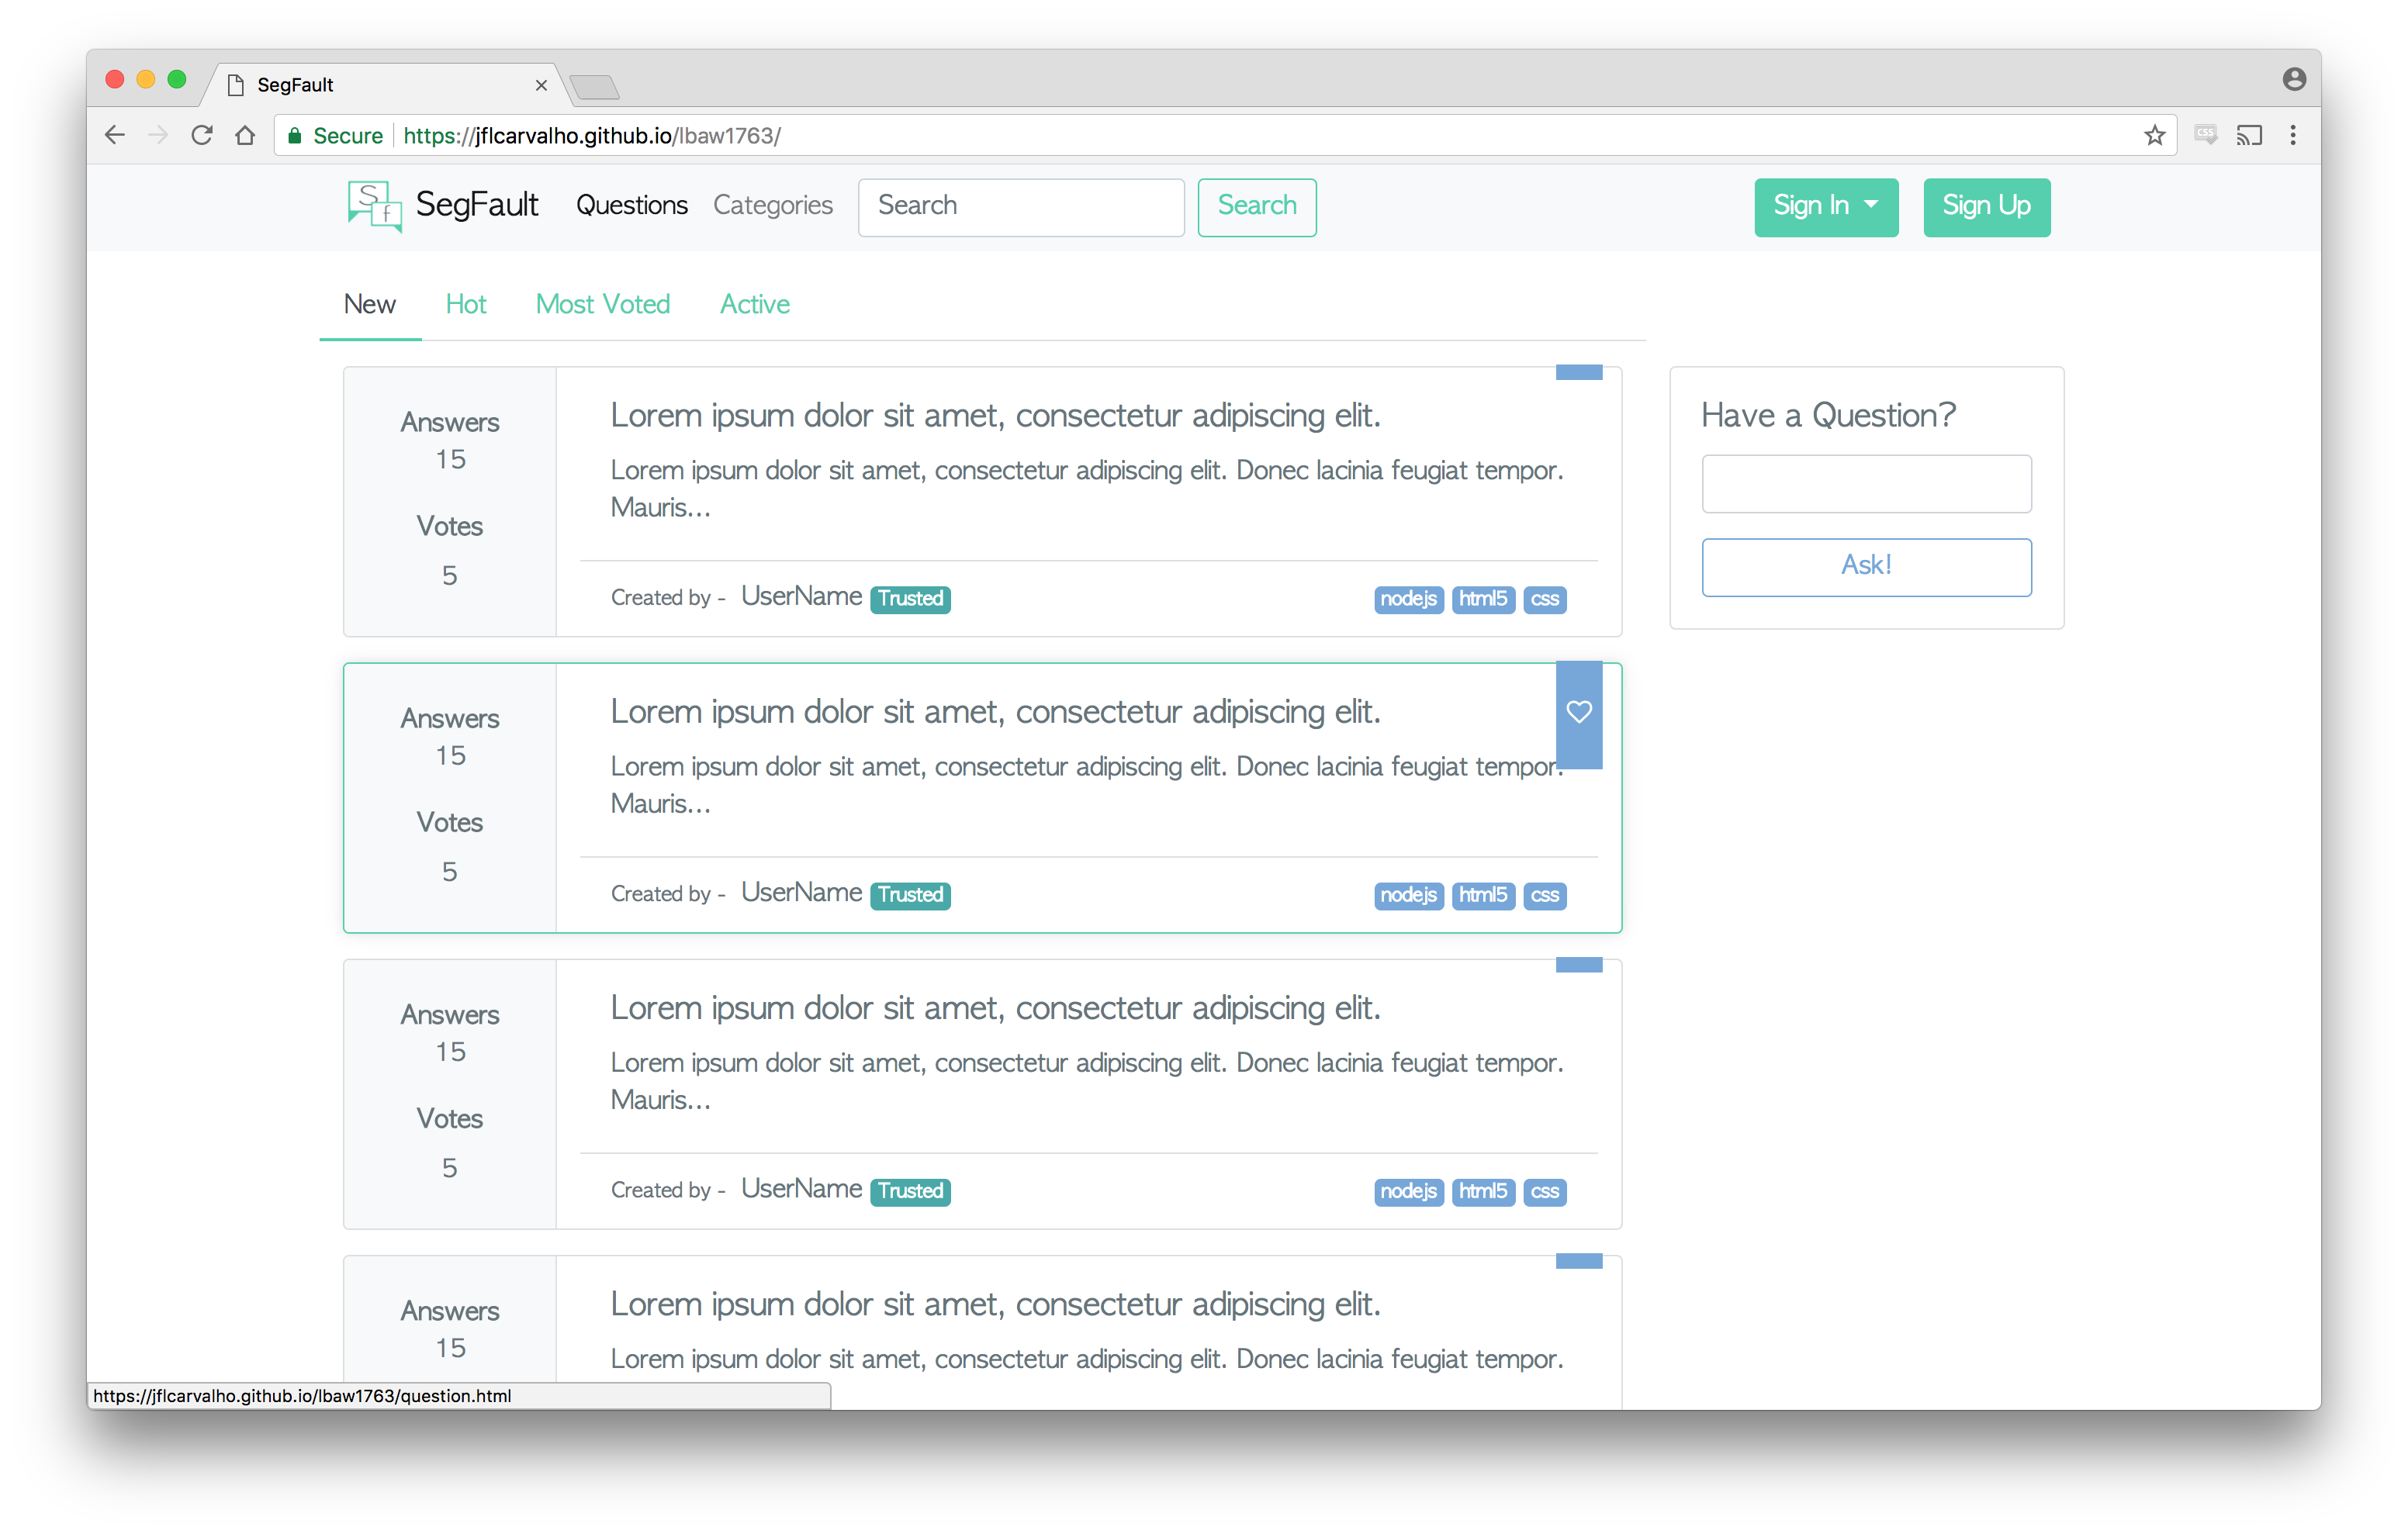 SegFault
Secure https://jflcarvalho.github.io/lbaw1763/
CSS
S f SegFault Questions Categories Search Search Sign In Sign Up
New Hot Most Voted Active
Answers
15
Votes
5
Lorem ipsum dolor sit amet, consectetur adipiscing elit.
Lorem ipsum dolor sit amet, consectetur adipiscing elit. Donec lacinia feugiat tempor.
Mauris...
Created by - UserName Trusted nodejs html5 css
Have a Question?
Ask!
Answers
15
Votes
5
Lorem ipsum dolor sit amet, consectetur adipiscing elit.
Lorem ipsum dolor sit amet, consectetur adipiscing elit. Donec lacinia feugiat tempor.
Mauris...
Created by - UserName Trusted nodejs html5 css
Answers
15
Votes
5
Lorem ipsum dolor sit amet, consectetur adipiscing elit.
Lorem ipsum dolor sit amet, consectetur adipiscing elit. Donec lacinia feugiat tempor.
Mauris...
Created by - UserName Trusted nodejs html5 css
Answers
15
Lorem ipsum dolor sit amet, consectetur adipiscing elit.
Lorem ipsum dolor sit amet, consectetur adipiscing elit. Donec lacinia feugiat tempor.
https://jflcarvalho.github.io/lbaw1763/question.html